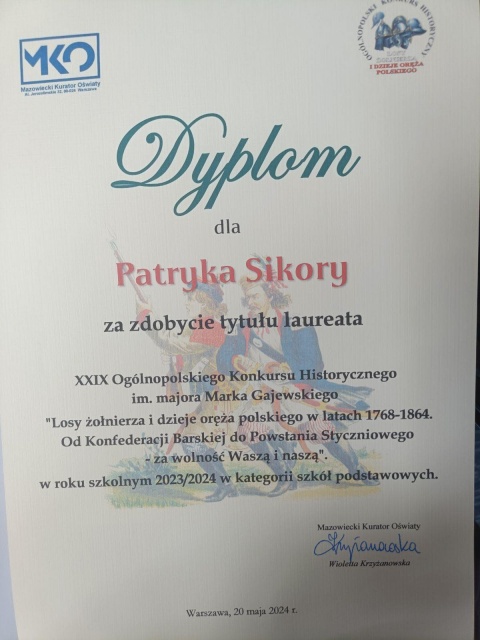 MKO
Mazowiecki Kurator Oświaty
OGÓLNOPOLSKI KONKURS HISTORYCZNY
LOSY
ŻOŁNIERZA
I DZIEJE ORĘŻA
POLSKIEGO
Dyplom
dla
Patryka Sikory
za zdobycie tytułu laureata
XXIX Ogólnopolskiego Konkursu Historycznego
im. majora Marka Gajewskiego
"Losy żołnierza i dzieje oręża polskiego w latach 1768-1864.
Od Konfederacji Barskiej do Powstania Styczniowego
- za wolność Waszą i naszą".
w roku szkolnym 2023/2024 w kategorii szkół podstawowych.
Mazowiecki Kurator Oświaty
Krzyżanowska
Wioletta Krzyżanowska
Warszawa, 20 maja 2024 r.